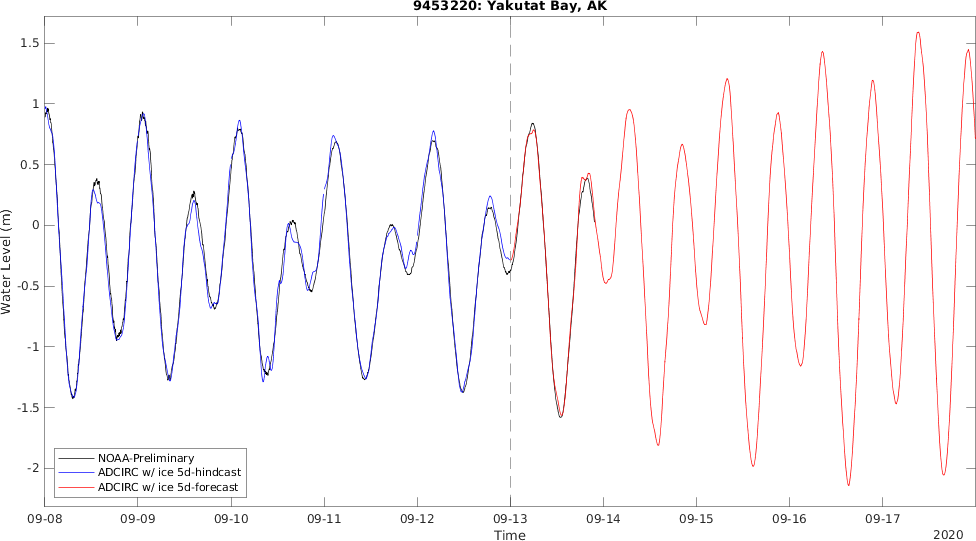 9453220: Yakutat Bay, AK
1.5
1
0.5
0
-0.5
-1
-1.5
-2
Water Level (m)
NOAA-Preliminary
ADCIRC w/ ice 5d-hindcast
ADCIRC w/ ice 5d-forecast
09-08 09-09 09-10 09-11 09-12 09-13 09-14 09-15 09-16 09-17
Time
2020